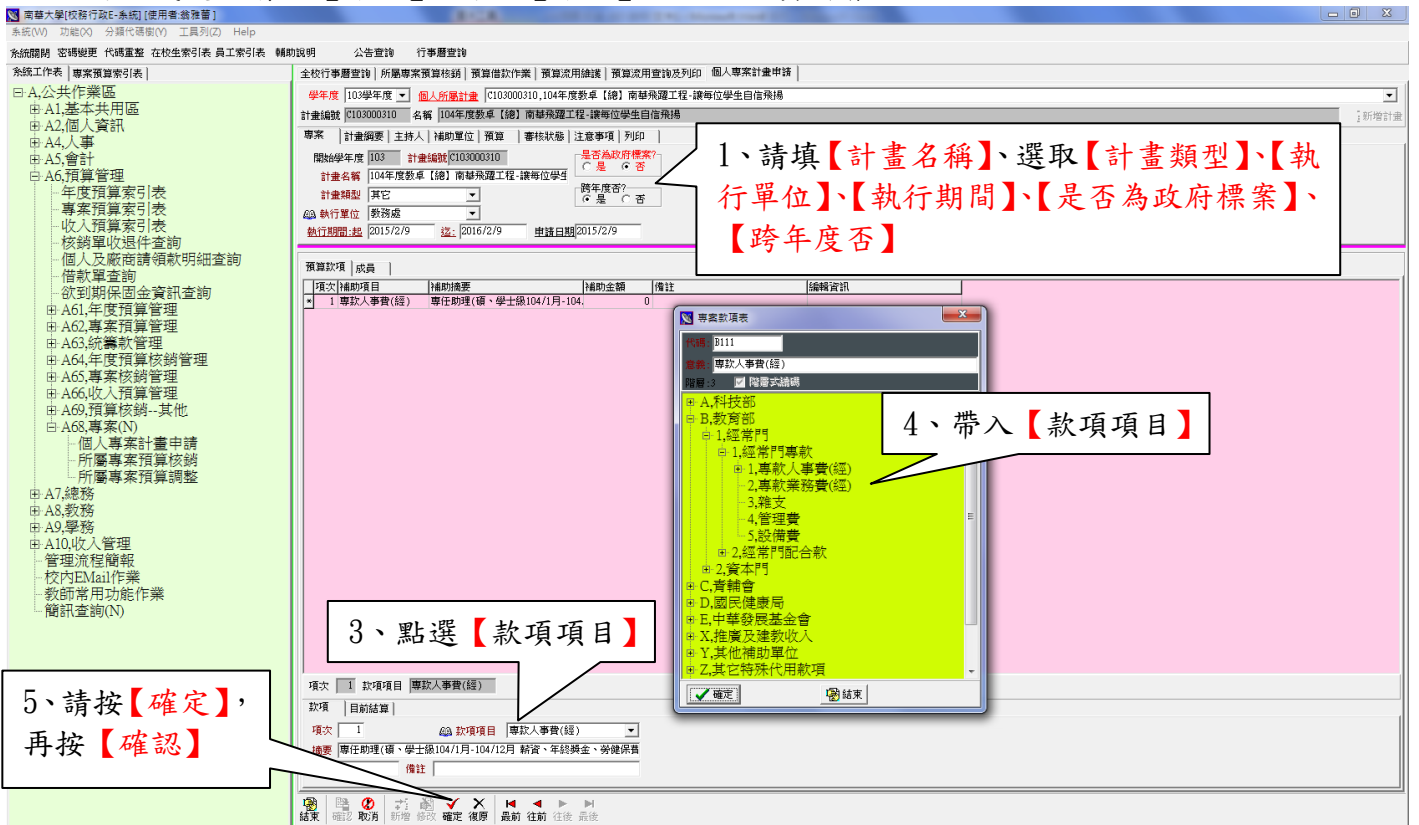 南華大學[校務行政E-系統] [使用者:翁雅蕾]
系統(W) 功能(X) 分類代碼樹(Y) 工具列(Z) Help
系統關閉 密碼變更 代碼重整 在校生索引表 員工索引表 輔助說明 公告查詢 行事曆查詢
系統工作表 專案預算索引表
全校行事曆查詢 所屬專案預算核銷 預算借款作業 預算流用維護 預算流用查詢及列印 個人專案計畫申請
A,公共作業區
A1,基本共用區
A2,個人資訊
A4,人事
A5,會計
A6,預算管理
年度預算索引表
專案預算索引表
收入預算索引表
核銷單收退件查詢
個人及廠商請領款明細查詢
借款單查詢
欲到期保固金資訊查詢
A61,年度預算管理
A62,專案預算管理
A63,統籌款管理
A64,年度預算核銷管理
A65,專案核銷管理
A66,收入預算管理
A69,預算核銷--其他
A68,專案(N)
個人專案計畫申請
所屬專案預算核銷
所屬專案預算調整
A7,總務
A8,教務
A9,學務
A10,收入管理
管理流程簡報
校內EMail作業
教師常用功能作業
簡訊查詢(N)
學年度 103學年度 個人所屬計畫 C103000310,104年度教卓【總】南華飛躍工程-讓每位學生自信飛揚
計畫編號 C103000310 名稱 104年度教卓【總】南華飛躍工程-讓每位學生自信飛揚 新增計畫
專案 計畫綱要 主持人 補助單位 預算 審核狀態 注意事項 列印
開始學年度 103 計畫編號 C103000310 是否為政府標案?
是 否
計畫名稱 104年度教卓【總】南華飛躍工程-讓每位學生
計畫類型 其它 跨年度否?
是 否
執行單位 教務處
執行期間:起 2015/2/9 迄: 2016/2/9 申請日期 2015/2/9
1、請填【計畫名稱】、選取【計畫類型】、【執
行單位】、【執行期間】、【是否為政府標案】、
【跨年度否】
預算款項 成員
項次 補助項目 補助摘要 補助金額 備註 編輯資訊
1 專款人事費(經) 專任助理(碩、學士級104/1月-104. 0
專案款項表
代碼: B111
意義: 專款人事費(經)
階層:3 階層式編碼
A,科技部
B,教育部
1,經常門
1,經常門專款
1,專款人事費(經)
2,專款業務費(經)
3,雜支
4,管理費
5,設備費
2,經常門配合款
2,資本門
C,青輔會
D,國民健康局
E,中華發展基金會
X,推廣及建教收入
Y,其他補助單位
Z,其它特殊代用款項
確定 結束
4、帶入【款項項目】
3、點選【款項項目】
5、請按【確定】,
再按【確認】
項次 1 款項項目 專款人事費(經)
款項 目前結算
項次 1 款項項目 專款人事費(經)
摘要 專任助理(碩、學士級104/1月-104/12月 薪資、年終獎金、勞健保費
備註
結束 確認 取消 新增 修改 確定 復原 最前 往前 往後 最後